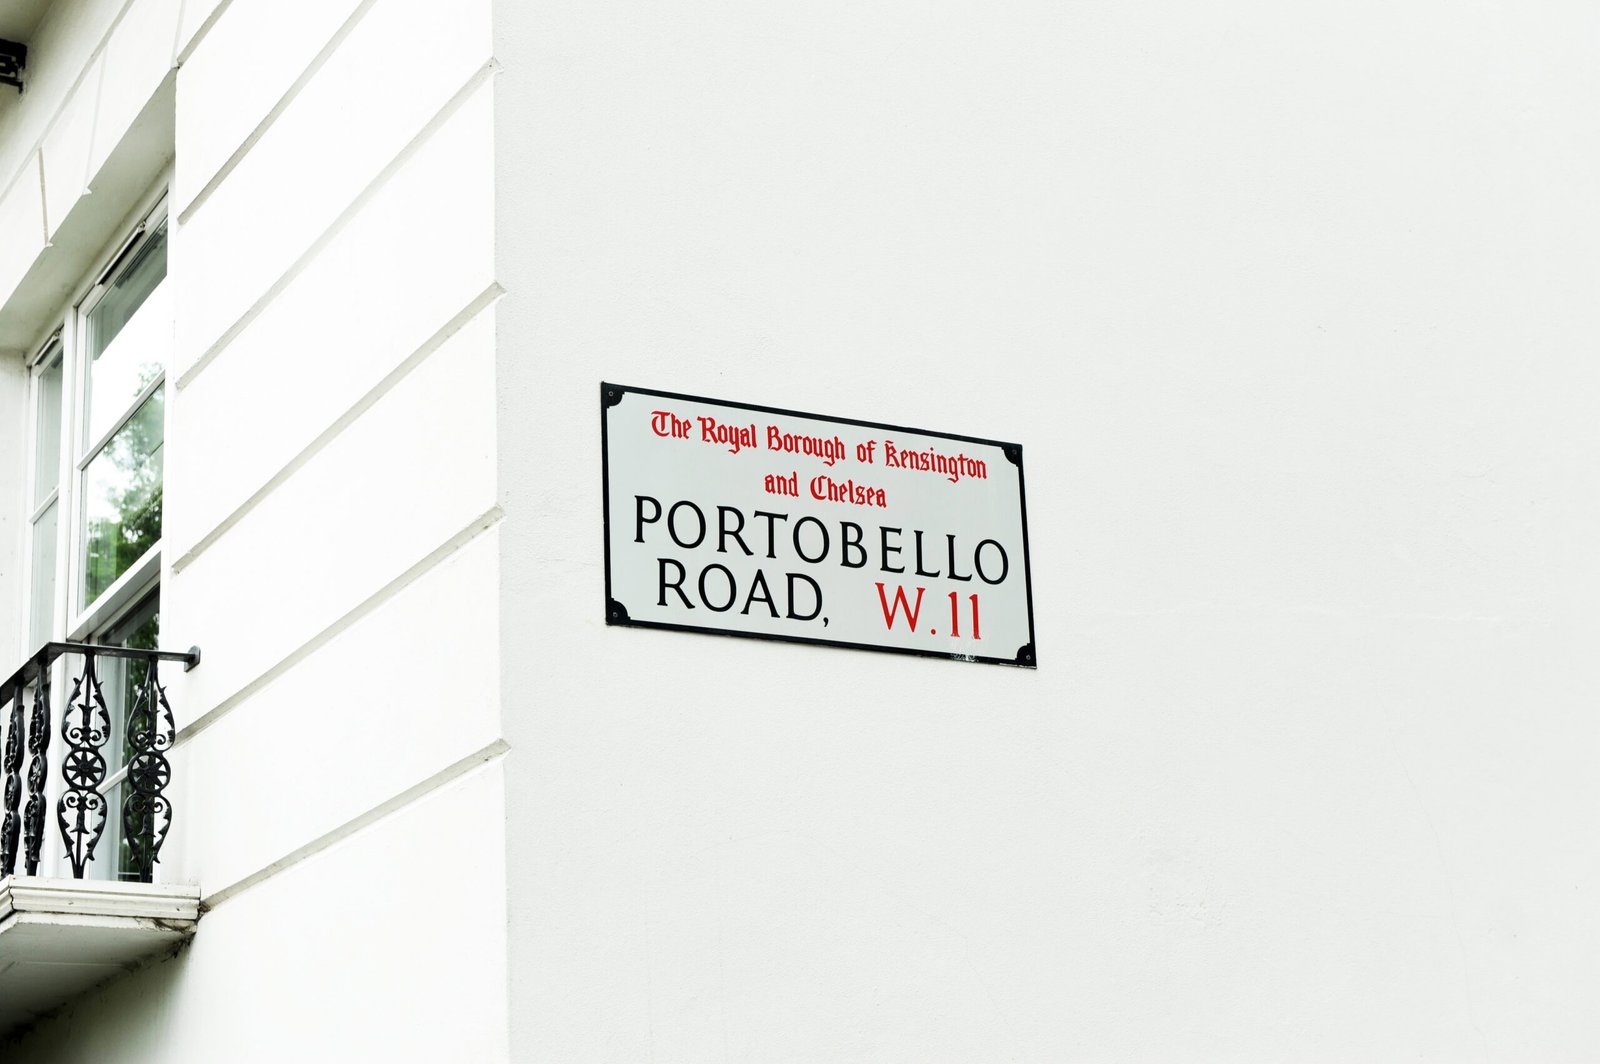 The Royal Borough of Kensington
and Chelsea
PORTOBELLO
ROAD, W.11